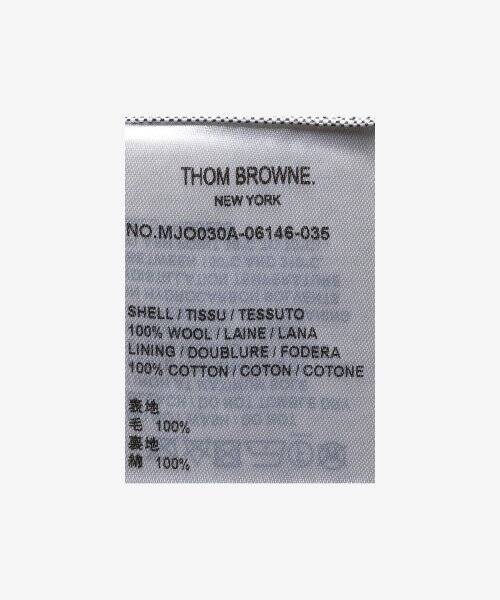 THOM BROWNE.
NEW YORK
NO.MJO030A-06146-035
SHELL / TISSU / TESSUTO
100% WOOL / LAINE / LANA
LINING / DOUBLURE / FODERA
100% COTTON / COTON / COTONE
表地
毛 100%
裏地
綿 100%